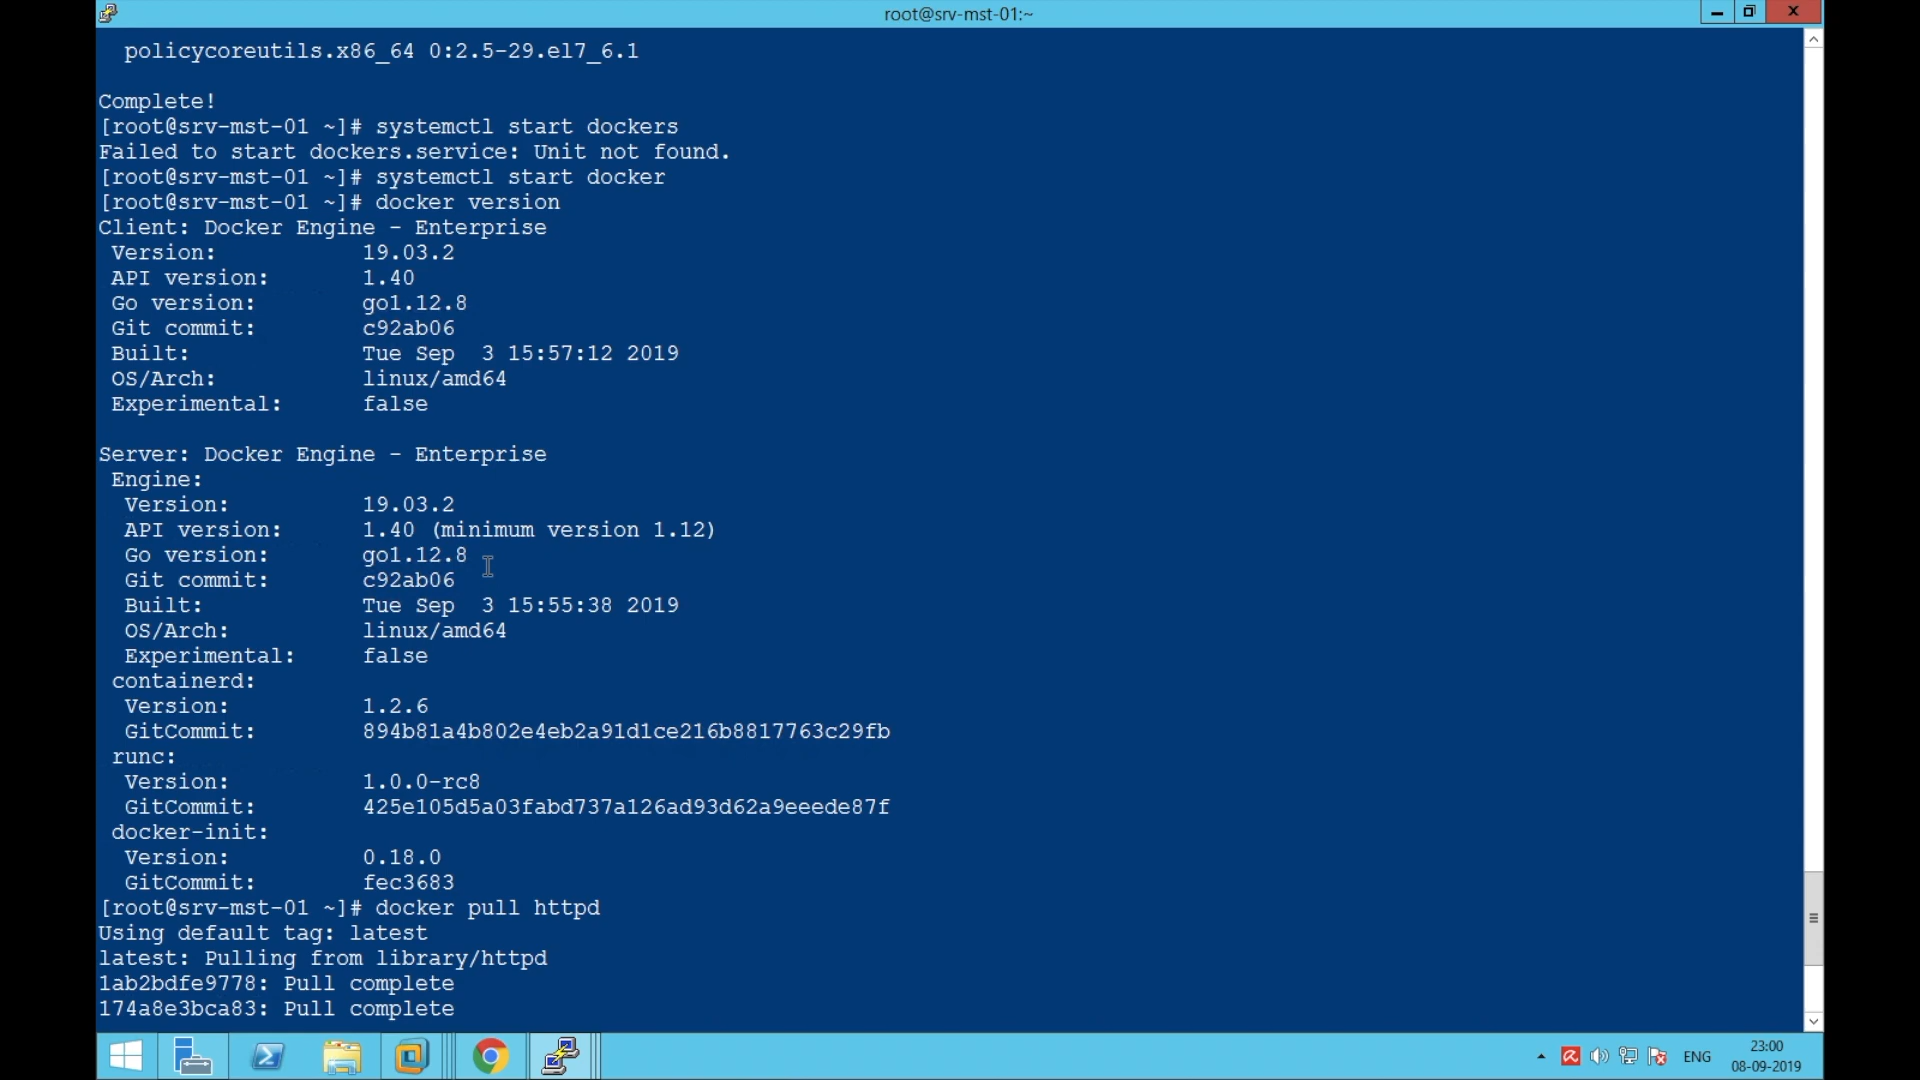 root@srv-mst-01:~
policycoreutils.x86_64 0:2.5-29.el7_6.1
Complete!
[root@srv-mst-01 ~]# systemctl start dockers
Failed to start dockers.service: Unit not found.
[root@srv-mst-01 ~]# systemctl start docker
[root@srv-mst-01 ~]# docker version
Client: Docker Engine - Enterprise
Version: 19.03.2
API version: 1.40
Go version: go1.12.8
Git commit: c92ab06
Built: Tue Sep  3 15:57:12 2019
OS/Arch: linux/amd64
Experimental: false
Server: Docker Engine - Enterprise
Engine:
Version: 19.03.2
API version: 1.40 (minimum version 1.12)
Go version: go1.12.8
Git commit: c92ab06
Built: Tue Sep  3 15:55:38 2019
OS/Arch: linux/amd64
Experimental: false
containerd:
Version: 1.2.6
GitCommit: 894b81a4b802e4eb2a91d1ce216b8817763c29fb
runc:
Version: 1.0.0-rc8
GitCommit: 425e105d5a03fabd737a126ad93d62a9eeede87f
docker-init:
Version: 0.18.0
GitCommit: fec3683
[root@srv-mst-01 ~]# docker pull httpd
Using default tag: latest
latest: Pulling from library/httpd
1ab2bdfe9778: Pull complete
174a8e3bca83: Pull complete
ENG
23:00
08-09-2019